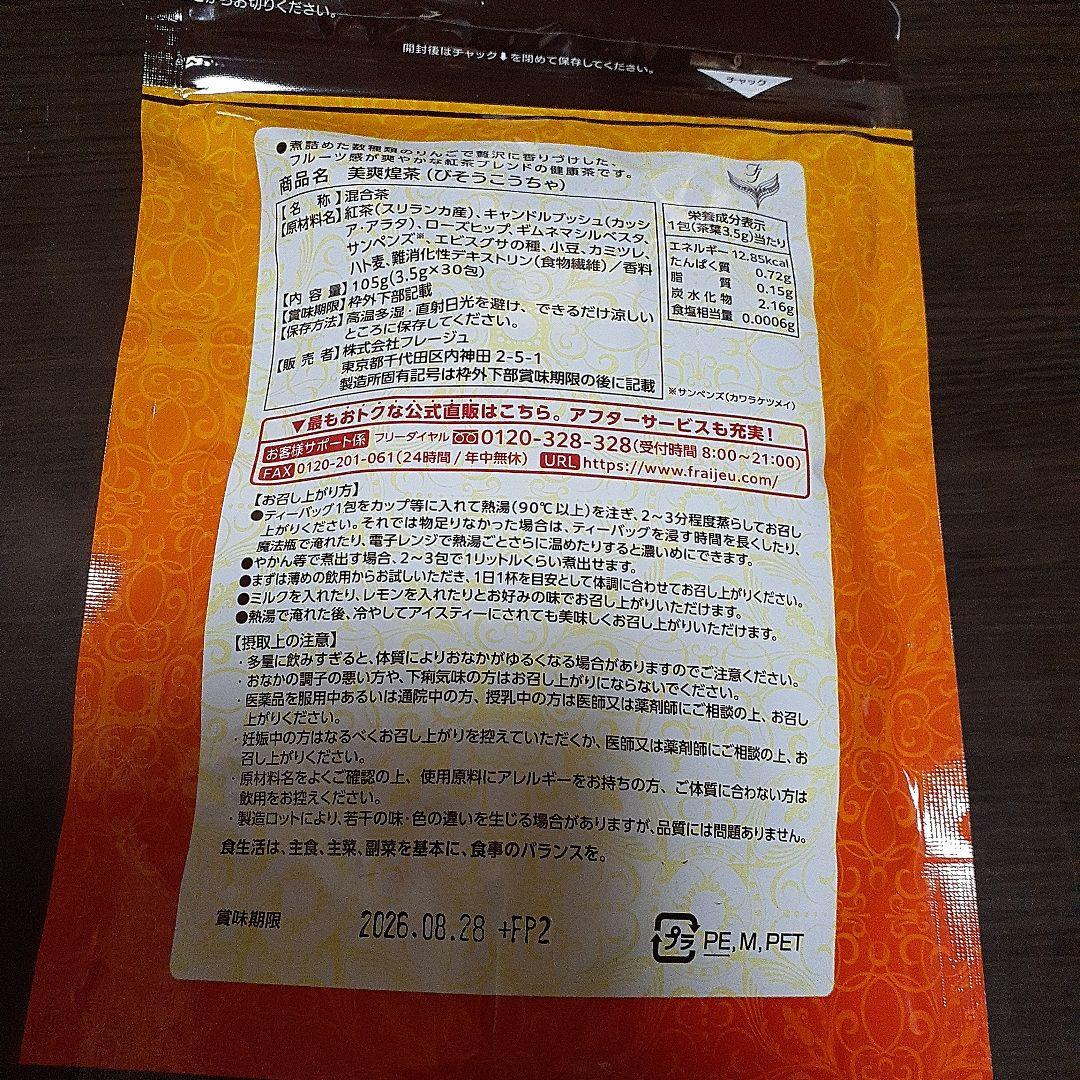 からお切りください。
開封後はチャック⬇を閉めて保存してください。
チャック
●煮詰めた数種類のりんごで贅沢に香りづけした、
フルーツ感が爽やかな紅茶ブレンドの健康茶です。
商品名 美爽煌茶 (びそうこうちゃ)
【名 称】混合茶
【原材料名】紅茶(スリランカ産)、キャンドルブッシュ(カッシ
ア・アラタ)、ローズヒップ、ギムネマシルベスタ、
サンペンズ※、エビスグサの種、小豆、カミツレ、
ハト麦、難消化性デキストリン(食物繊維)/香料
【内 容 量】105g(3.5g×30包)
【賞味期限】枠外下部記載
【保存方法】高温多湿・直射日光を避け、できるだけ涼しい
ところに保存してください。
【販 売 者】株式会社フレージュ
東京都千代田区内神田 2-5-1
製造所固有記号は枠外下部賞味期限の後に記載
栄養成分表示
1包(茶葉3.5g)当たり
エネルギー 12.85kcal
たんぱく質 0.72g
脂 質 0.15g
炭水化物 2.16g
食塩相当量 0.0006g
※サンペンズ(カワラケツメイ)
▼最もおトクな公式直販はこちら。アフターサービスも充実!
お客様サポート係 フリーダイヤル 0120-328-328(受付時間 8:00~21:00)
FAX 0120-201-061(24時間/年中無休) URL https://www.fraijeu.com/
【お召し上がり方】
●ティーバッグ1包をカップ等に入れて熱湯(90℃以上)を注ぎ、2~3分程度蒸らしてお召し
上がりください。それでは物足りなかった場合は、ティーバッグを浸す時間を長くしたり、
魔法瓶で淹れたり、電子レンジで熱湯ごとさらに温めたりすると濃いめにできます。
●やかん等で煮出す場合、2~3包で1リットルくらい煮出せます。
●まずは薄めの飲用からお試しいただき、1日1杯を目安として体調に合わせてお召し上がりください。
●ミルクを入れたり、レモンを入れたりとお好みの味でお召し上がりいただけます。
●熱湯で淹れた後、冷やしてアイスティーにされても美味しくお召し上がりいただけます。
【摂取上の注意】
・多量に飲みすぎると、体質によりおなかがゆるくなる場合がありますのでご注意ください。
・おなかの調子の悪い方や、下痢気味の方はお召し上がりにならないでください。
・医薬品を服用中あるいは通院中の方、授乳中の方は医師又は薬剤師にご相談の上、お召し
上がりください。
・妊娠中の方はなるべくお召し上がりを控えていただくか、医師又は薬剤師にご相談の上、お
召し上がりください。
・原材料名をよくご確認の上、使用原料にアレルギーをお持ちの方、ご体質に合わない方は
飲用をお控えください。
・製造ロットにより、若干の味・色の違いを生じる場合がありますが、品質には問題ありません。
食生活は、主食、主菜、副菜を基本に、食事のバランスを。
賞味期限 2026.08.28 +FP2
プラ PE, M, PET